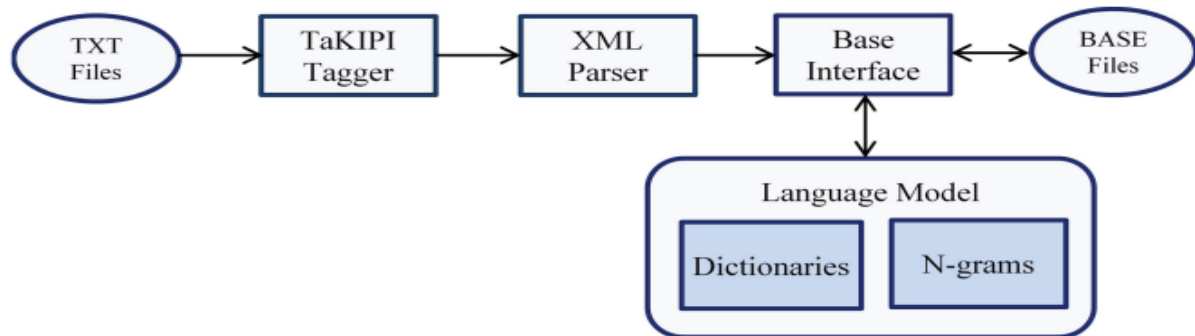 TXT
Files
TaKIPI
Tagger
XML
Parser
Base
Interface
BASE
Files
Language Model
Dictionaries
N-grams